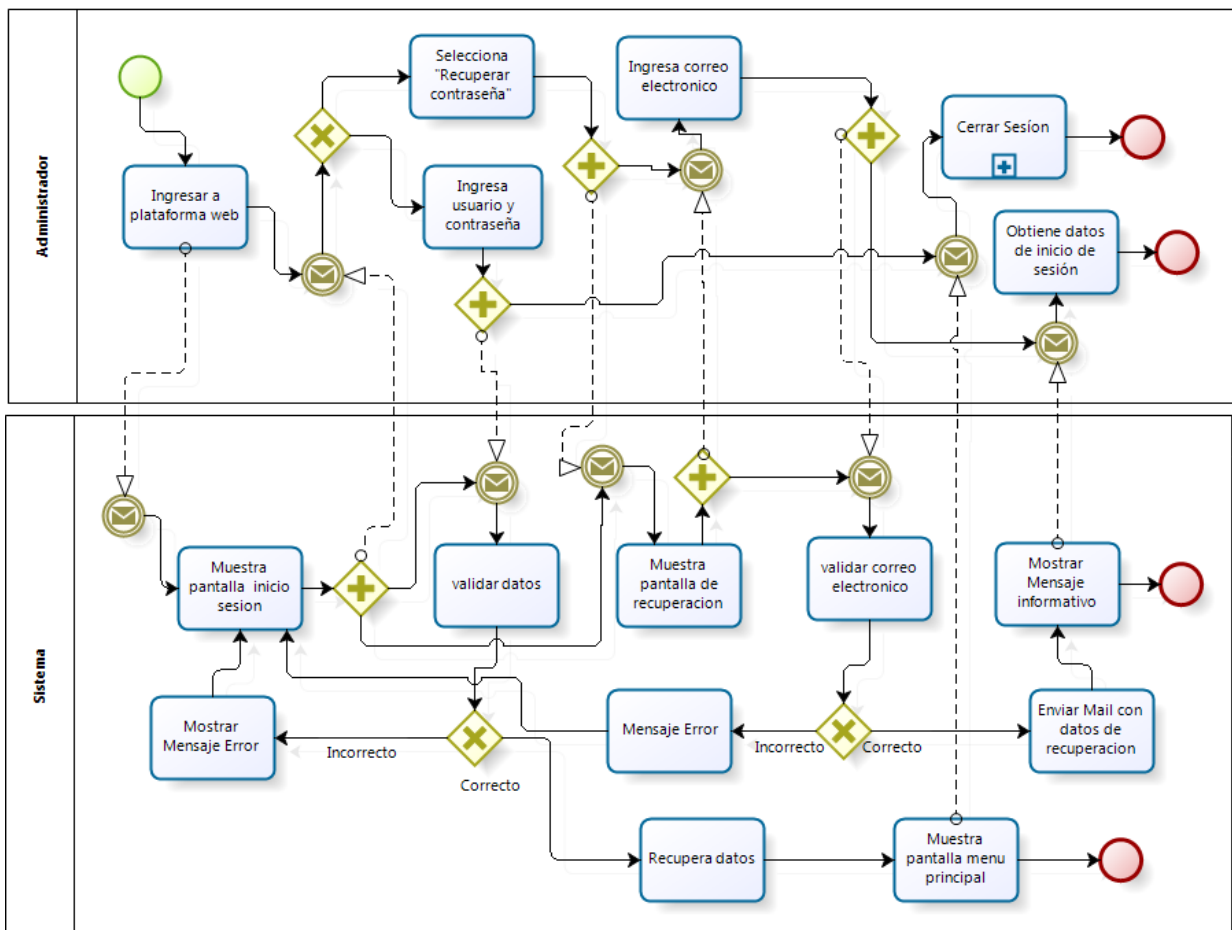 Administrador
Selecciona
"Recuperar
contraseña"
Ingresa correo
electronico
Cerrar Sesíon
Ingresar a
plataforma web
Ingresa
usuario y
contraseña
Obtiene datos
de inicio de
sesión
Sistema
Muestra
pantalla inicio
sesion
validar datos
Muestra
pantalla de
recuperacion
validar correo
electronico
Mostrar
Mensaje
informativo
Mostrar
Mensaje Error
Incorrecto
Correcto
Mensaje Error
Incorrecto
Correcto
Enviar Mail con
datos de
recuperacion
Recupera datos
Muestra
pantalla menu
principal